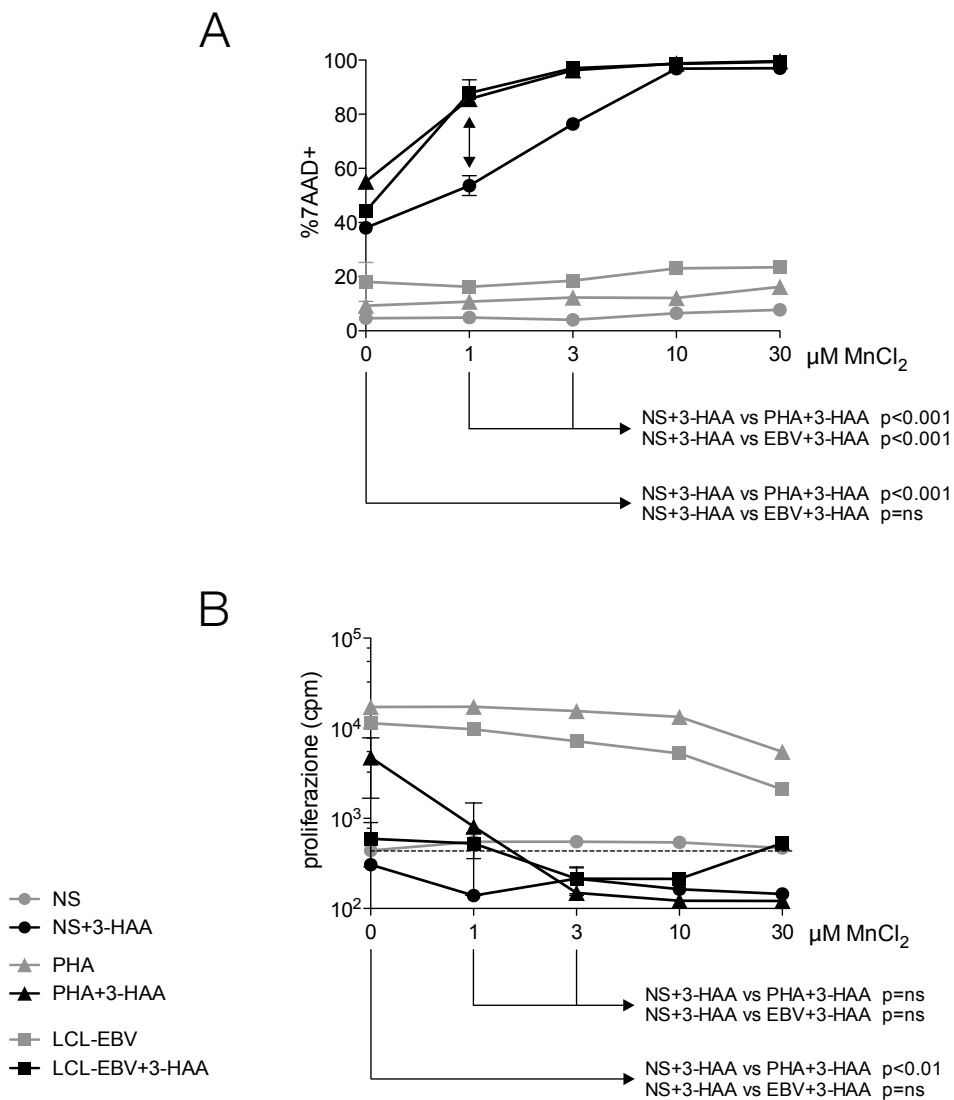 A
100
80
60
40
20
0
%7AAD+
0 1 3 10 30 µM MnCl2
NS+3-HAA vs PHA+3-HAA p<0.001
NS+3-HAA vs EBV+3-HAA p<0.001
NS+3-HAA vs PHA+3-HAA p<0.001
NS+3-HAA vs EBV+3-HAA p=ns
B
10^5
10^4
10^3
10^2
proliferazione (cpm)
0 1 3 10 30 µM MnCl2
NS
NS+3-HAA
PHA
PHA+3-HAA
LCL-EBV
LCL-EBV+3-HAA
NS+3-HAA vs PHA+3-HAA p=ns
NS+3-HAA vs EBV+3-HAA p=ns
NS+3-HAA vs PHA+3-HAA p<0.01
NS+3-HAA vs EBV+3-HAA p=ns